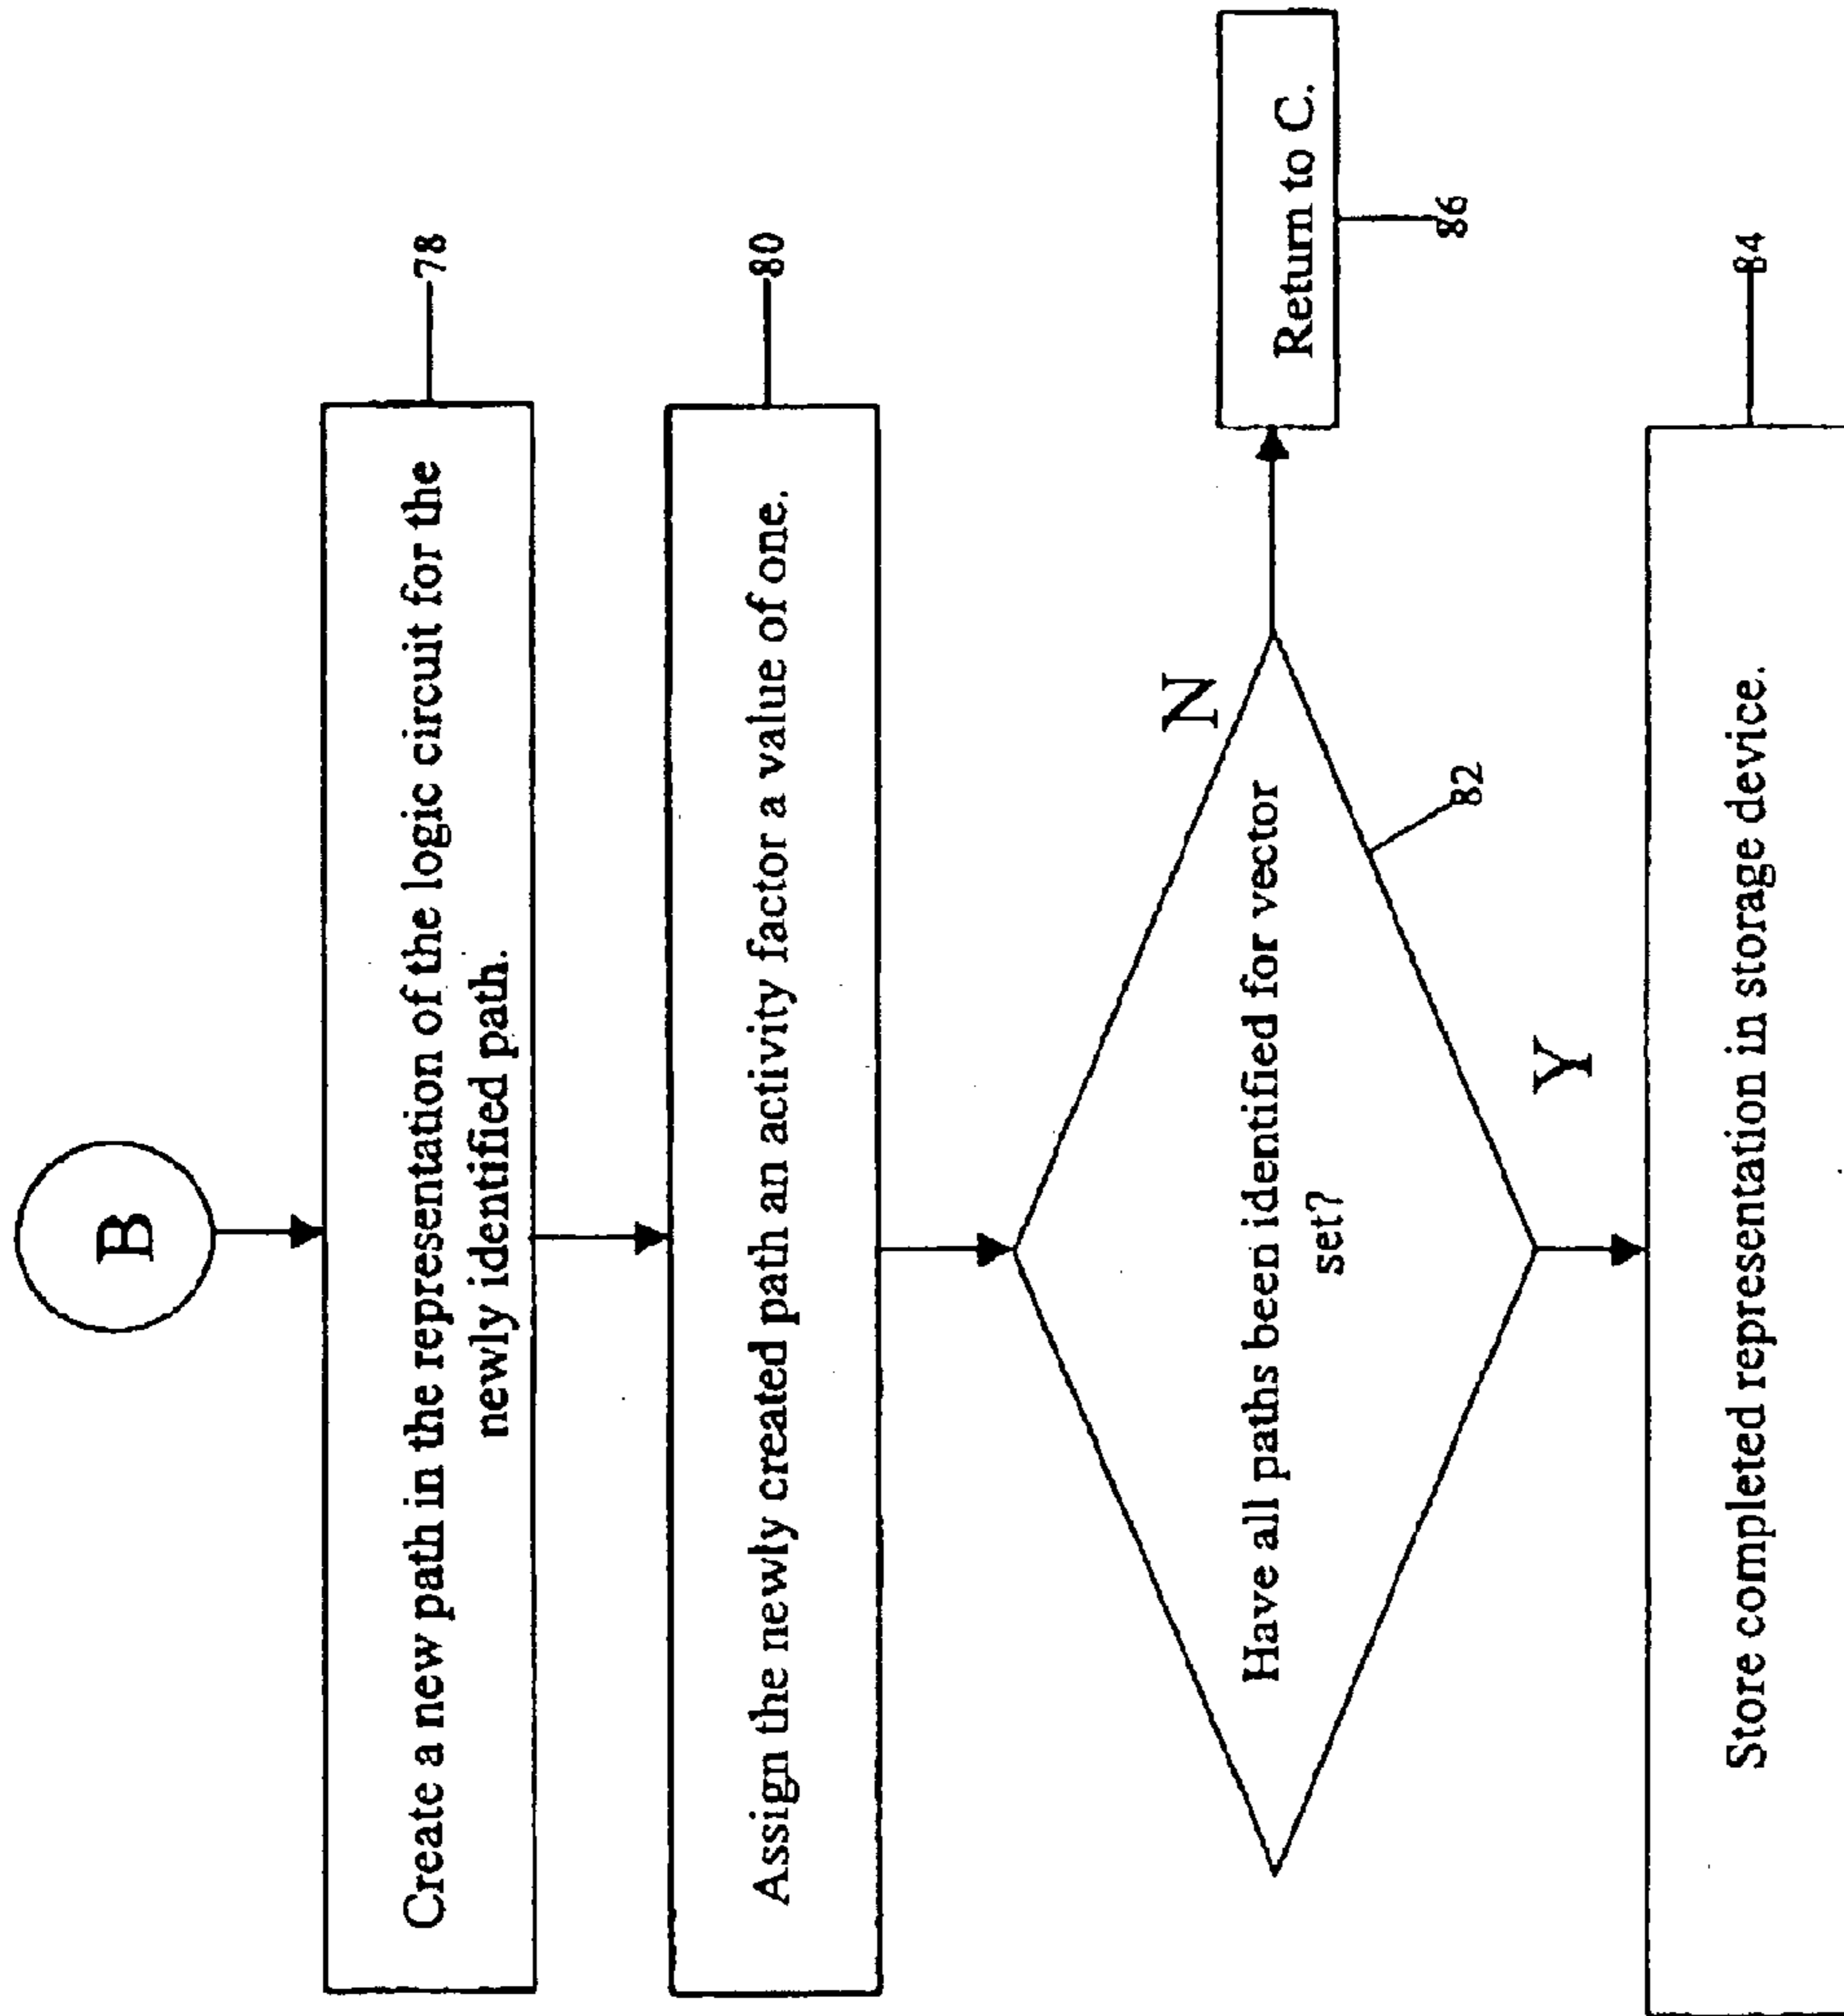 B
Create a new path in the representation of the logic circuit for the
newly identified path.
78
Assign the newly created path an activity factor a value of one.
80
Have all paths been identified for vector
set?
82
N
Return to C.
86
Y
Store completed representation in storage device.
84